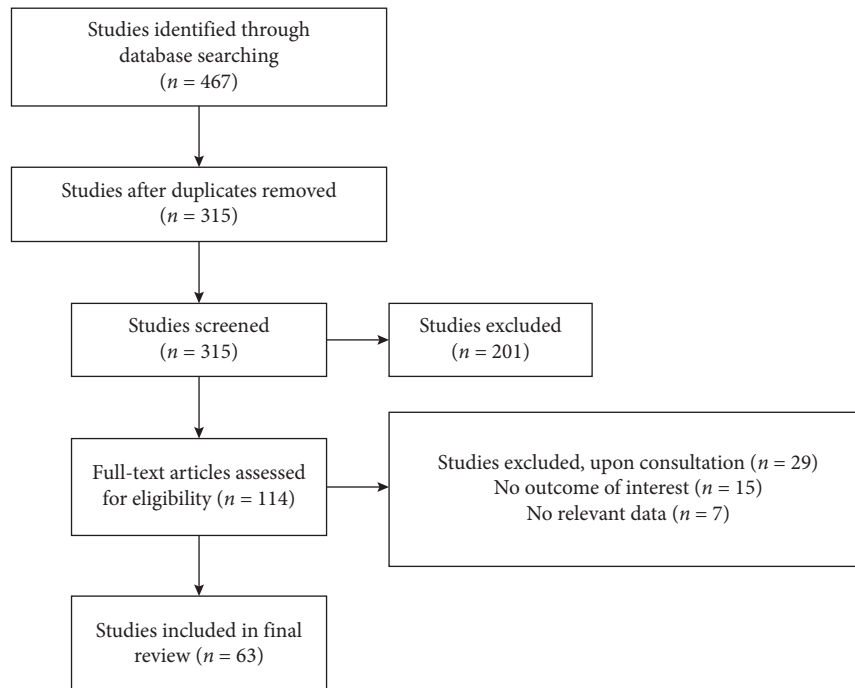 Studies identified through
database searching
(n = 467)
Studies after duplicates removed
(n = 315)
Studies screened
(n = 315)
Studies excluded
(n = 201)
Full-text articles assessed
for eligibility (n = 114)
Studies excluded, upon consultation (n = 29)
No outcome of interest (n = 15)
No relevant data (n = 7)
Studies included in final
review (n = 63)